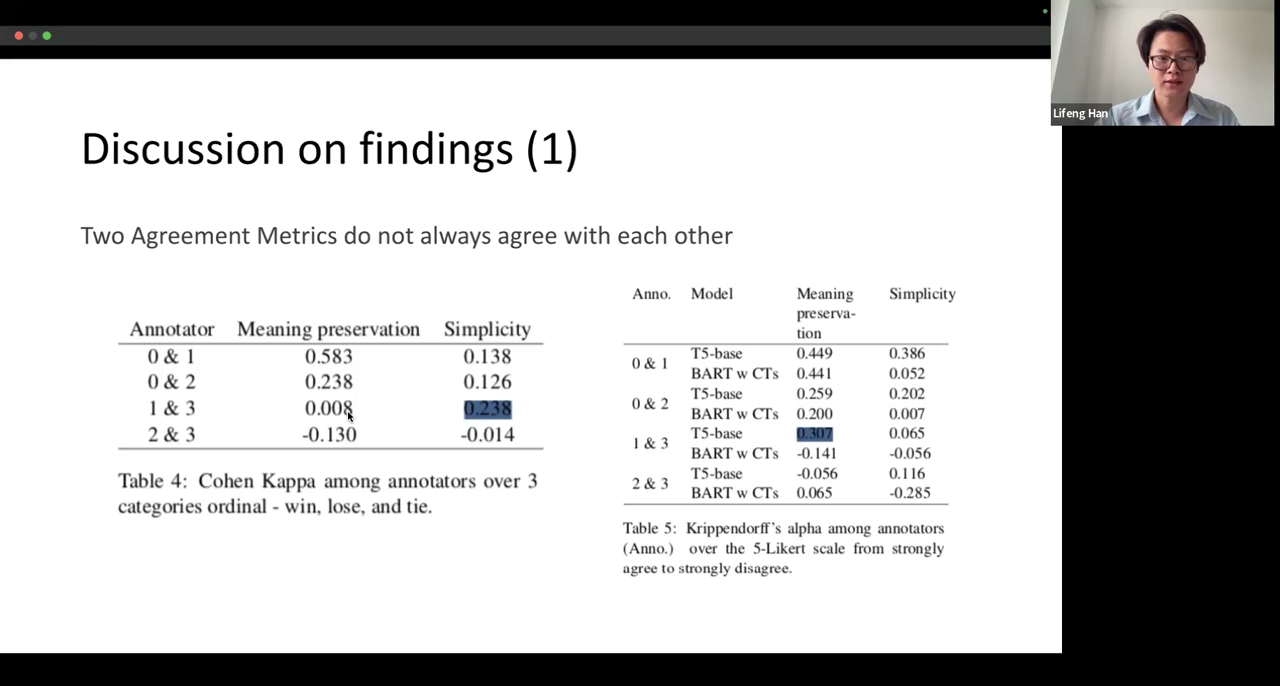 Lifeng Han
Discussion on findings (1)
Two Agreement Metrics do not always agree with each other
Annotator Meaning preservation Simplicity
0 & 1 0.583 0.138
0 & 2 0.238 0.126
1 & 3 0.008 0.238
2 & 3 -0.130 -0.014
Table 4: Cohen Kappa among annotators over 3
categories ordinal - win, lose, and tie.
Anno. Model Meaning Simplicity
preserva-
tion
0 & 1 T5-base 0.449 0.386
BART w CTs 0.441 0.052
0 & 2 T5-base 0.259 0.202
BART w CTs 0.200 0.007
1 & 3 T5-base 0.307 0.065
BART w CTs -0.141 -0.056
2 & 3 T5-base -0.056 0.116
BART w CTs 0.065 -0.285
Table 5: Krippendorff's alpha among annotators
(Anno.) over the 5-Likert scale from strongly
agree to strongly disagree.